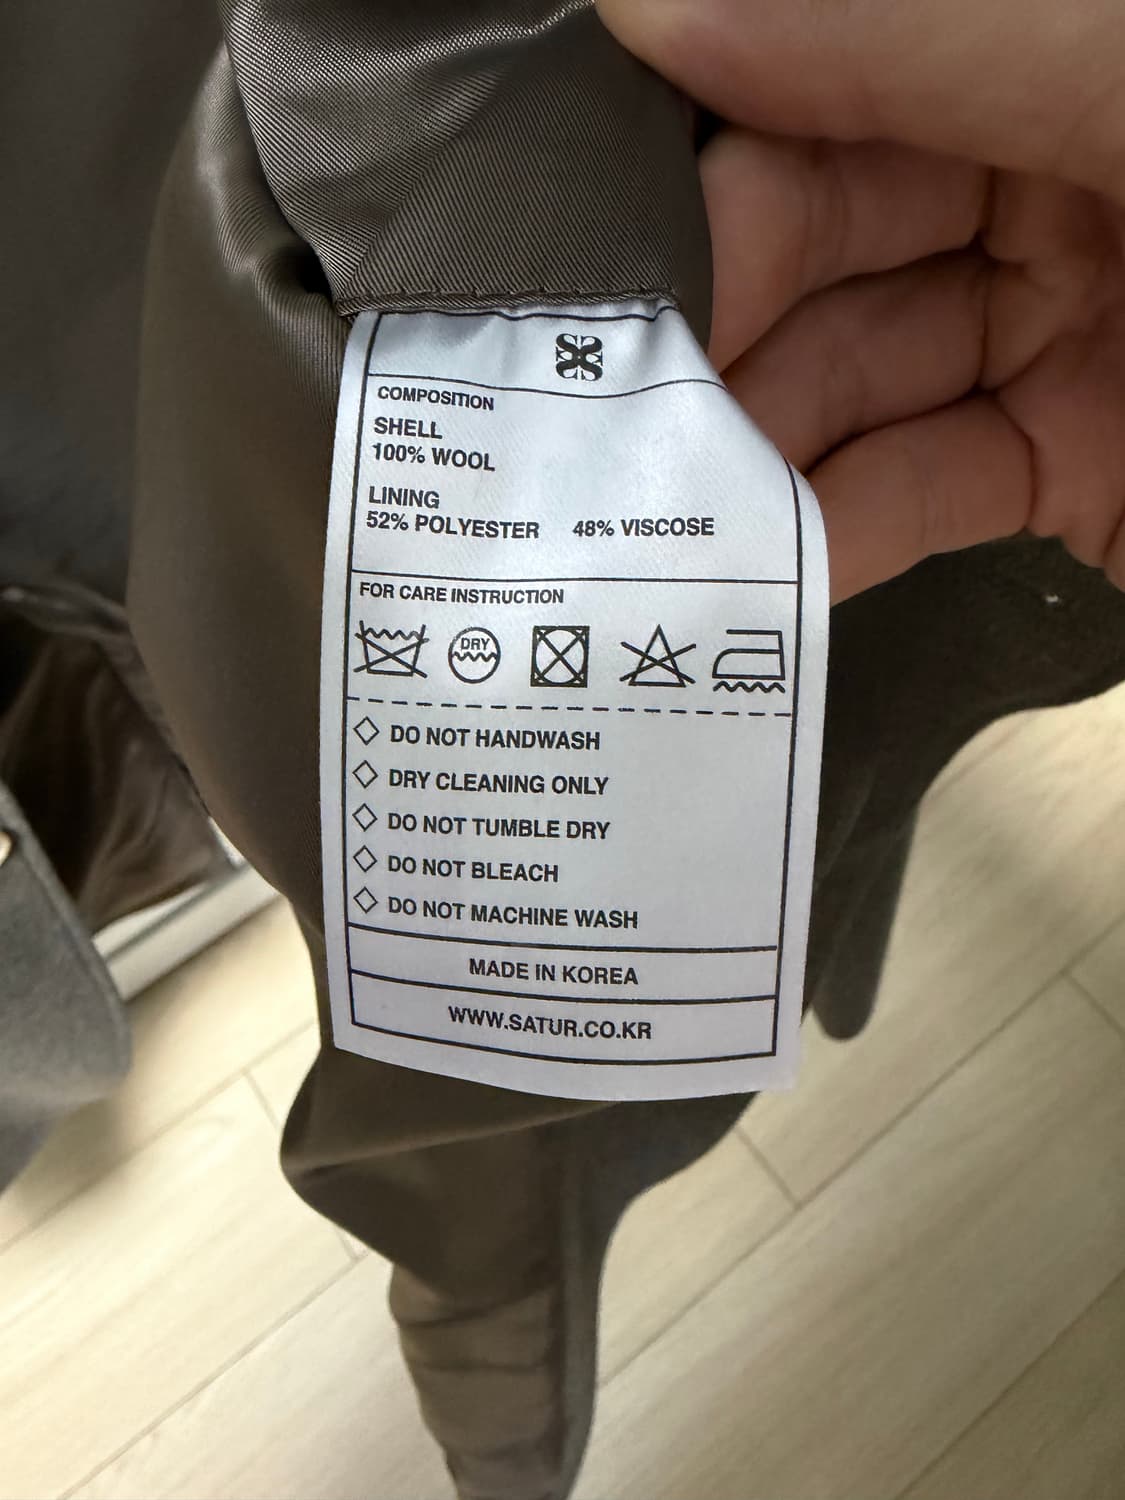 COMPOSITION
SHELL
100% WOOL
LINING
52% POLYESTER 48% VISCOSE
FOR CARE INSTRUCTION
DRY
DO NOT HANDWASH
DRY CLEANING ONLY
DO NOT TUMBLE DRY
DO NOT BLEACH
DO NOT MACHINE WASH
MADE IN KOREA
WWW.SATUR.CO.KR